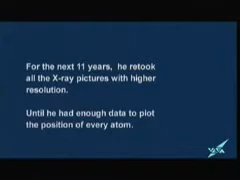 For the next 11 years, he retook
all the X-ray pictures with higher
resolution.
Until he had enough data to plot
the position of every atom.